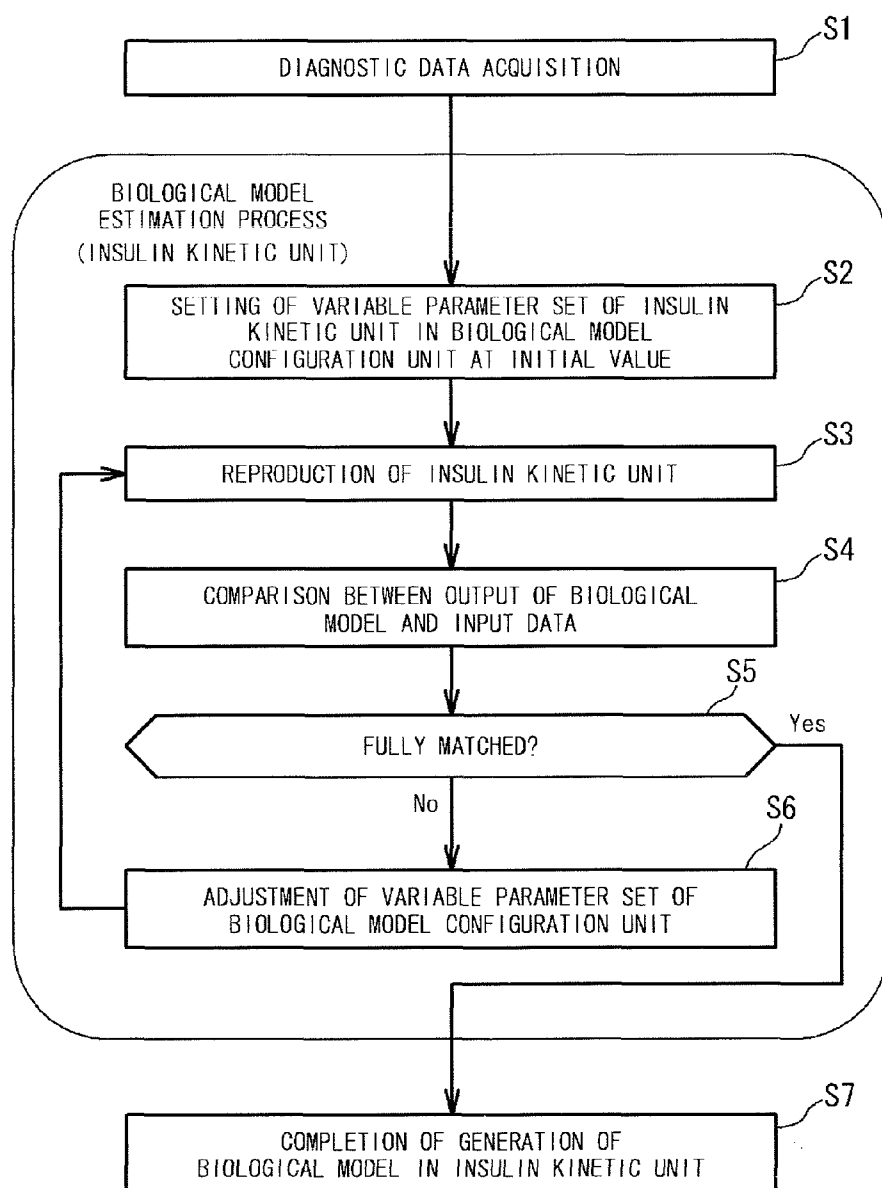 S1
DIAGNOSTIC DATA ACQUISITION
BIOLOGICAL MODEL
ESTIMATION PROCESS
(INSULIN KINETIC UNIT)
S2
SETTING OF VARIABLE PARAMETER SET OF INSULIN
KINETIC UNIT IN BIOLOGICAL MODEL
CONFIGURATION UNIT AT INITIAL VALUE
S3
REPRODUCTION OF INSULIN KINETIC UNIT
S4
COMPARISON BETWEEN OUTPUT OF BIOLOGICAL
MODEL AND INPUT DATA
S5
FULLY MATCHED?
Yes
No
S6
ADJUSTMENT OF VARIABLE PARAMETER SET OF
BIOLOGICAL MODEL CONFIGURATION UNIT
S7
COMPLETION OF GENERATION OF
BIOLOGICAL MODEL IN INSULIN KINETIC UNIT